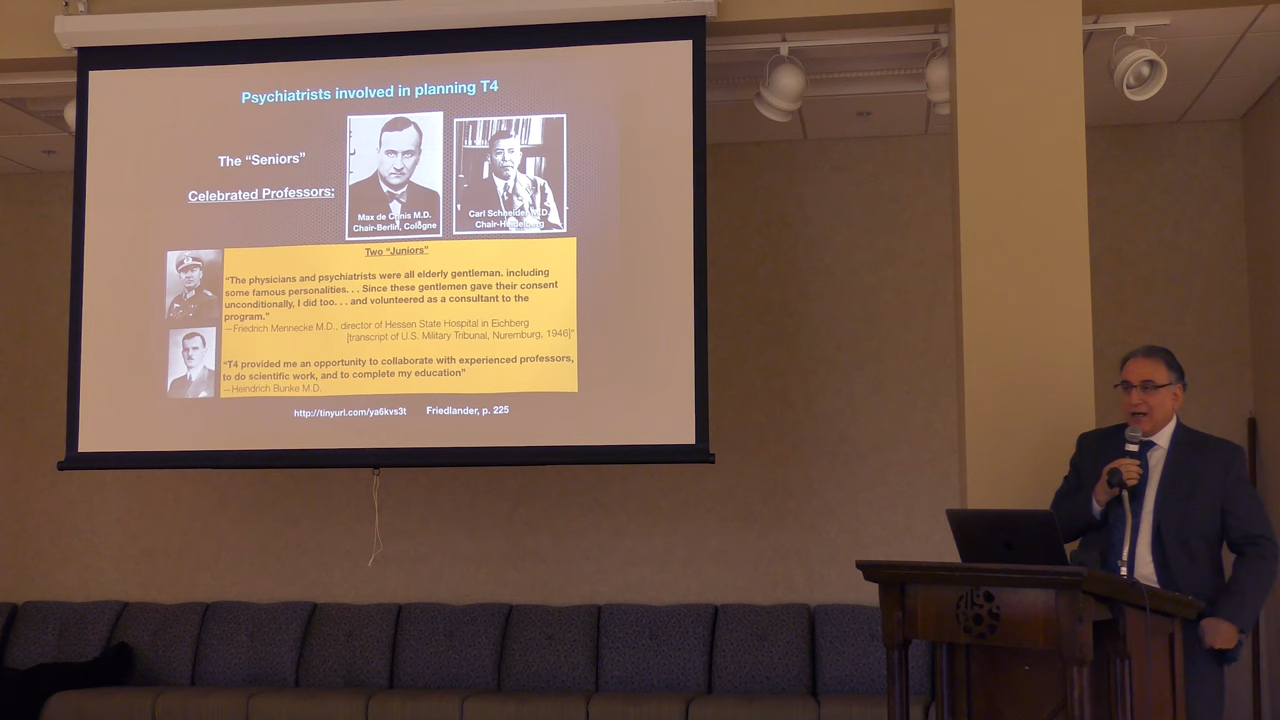 Psychiatrists involved in planning T4
The “Seniors”
Celebrated Professors:
Max de Crinis M.D.
Chair-Berlin, Cologne
Carl Schneider M.D.
Chair-Heidelberg
Two “Juniors”
“The physicians and psychiatrists were all elderly gentleman. including
some famous personalities. . . Since these gentlemen gave their consent
unconditionally, I did too. . . and volunteered as a consultant to the
program.”
—Friedrich Mennecke M.D., director of Hessen State Hospital in Eichberg
[transcript of U.S. Military Tribunal, Nuremburg, 1946]“
“T4 provided me an opportunity to collaborate with experienced professors,
to do scientific work, and to complete my education”
—Heindrich Bunke M.D.
http://tinyurl.com/ya6kvs3t Friedlander, p. 225